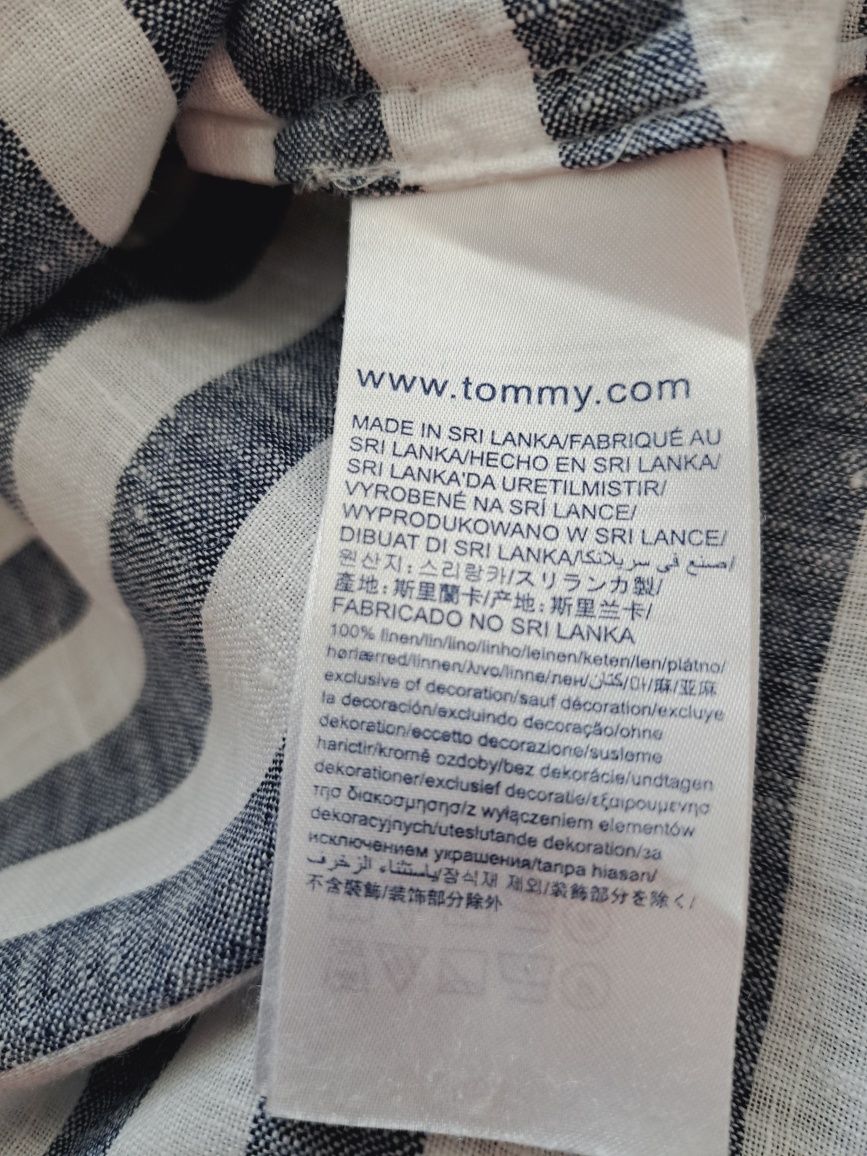 www.tommy.com
MADE IN SRI LANKA/FABRIQUÉ AU
SRI LANKA/HECHO EN SRI LANKA/
SRI LANKA'DA URETILMISTIR/
VYROBENÉ NA SRÍ LANCE/
WYPRODUKOWANO W SRI LANCE/
DIBUAT DI SRI LANKA/صنع في سريلانكا/
원산지: 스리랑카/スリランカ製/
產地: 斯里蘭卡/产地: 斯里兰卡/
FABRICADO NO SRI LANKA
100% linen/lin/lino/linho/leinen/keten/len/plátno/
hørlærred/linnen/λινο/linne/лен/كتان/마/麻/亚麻
exclusive of decoration/sauf décoration/excluye
la decoración/excluindo decoração/ohne
dekoration/eccetto decorazione/susleme
harictir/kromě ozdoby/bez dekorácie/undtagen
dekorationer/exclusief decoratie/εξαιρουμενησ
τησ διακοσμησησ/z wyłączeniem elementów
dekoracyjnych/uteslutande dekoration/за
исключением украшения/tanpa hiasan/
باستثناء الزخرف/장식재 제외/装飾部分を除く/
不含裝飾/装饰部分除外